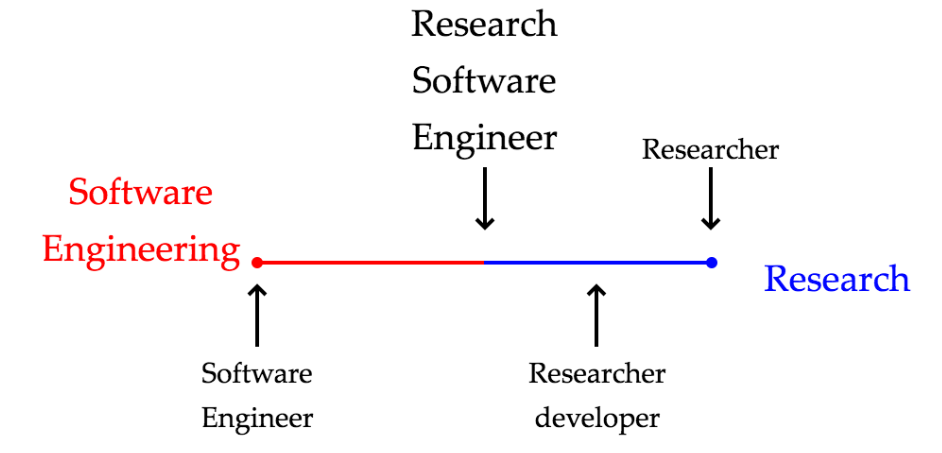 Research
Software
Engineer
Researcher
Software
Engineering
Research
Software
Engineer
Researcher
developer